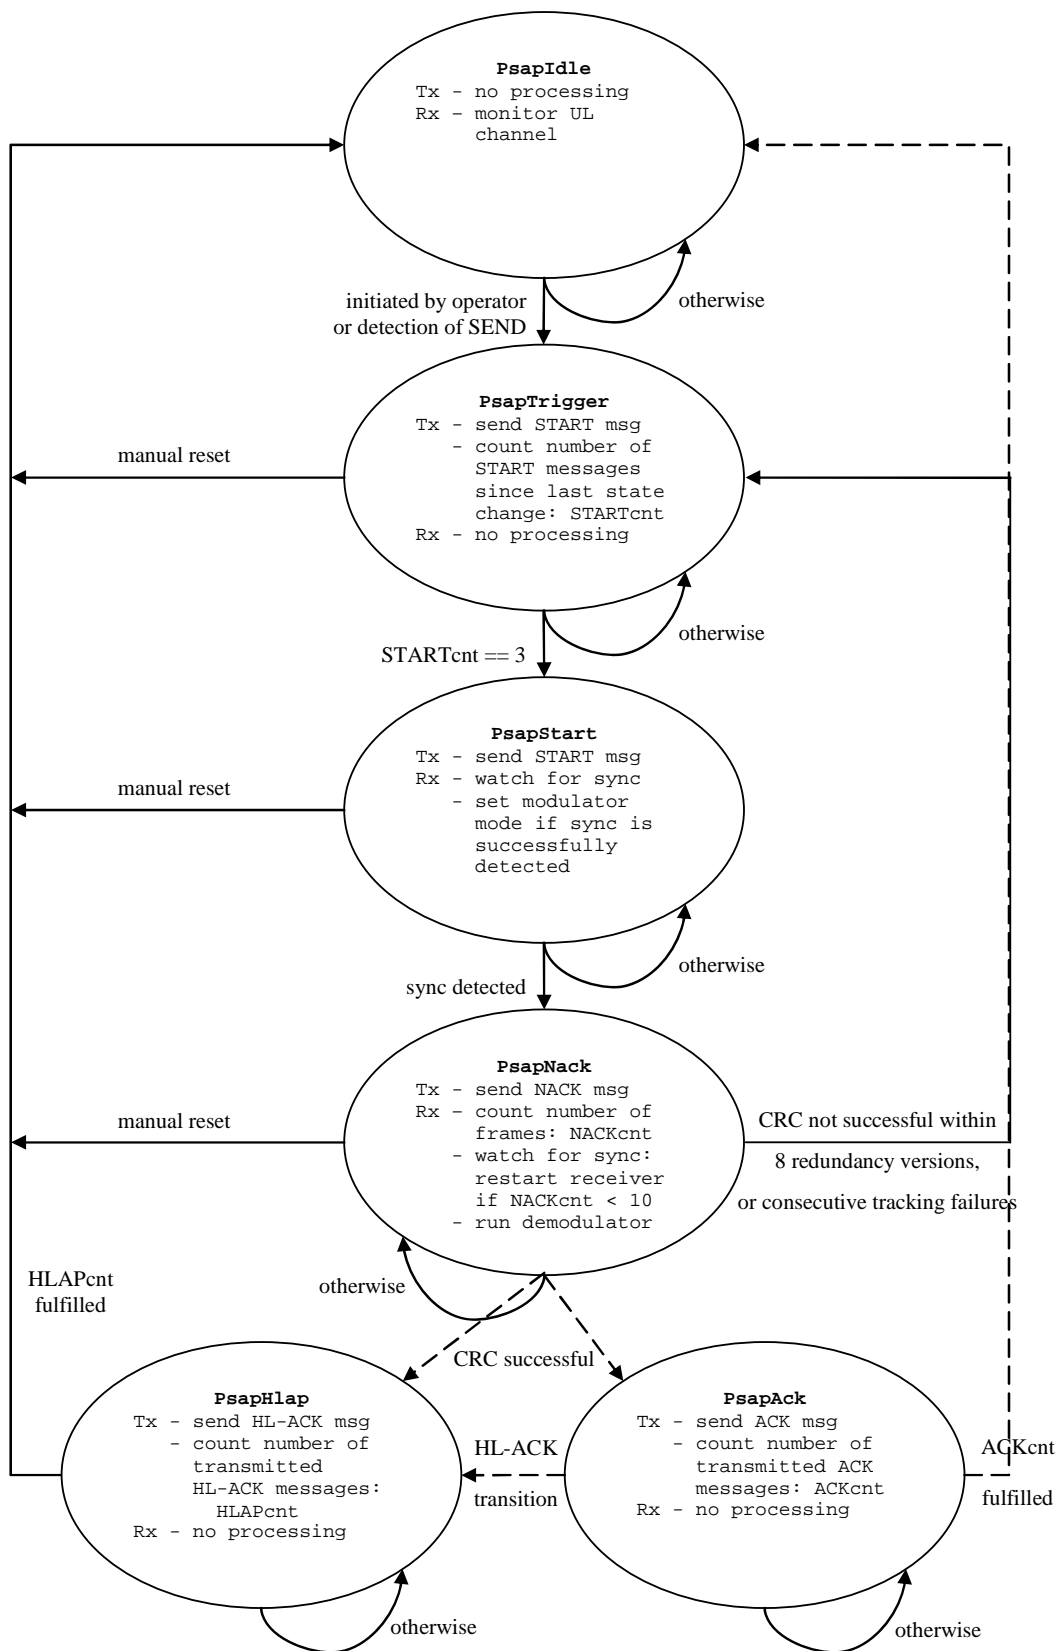 PsapIdle
Tx - no processing
Rx - monitor UL
channel
initiated by operator
or detection of SEND
otherwise
PsapTrigger
Tx - send START msg
- count number of
START messages
since last state
change: STARTcnt
Rx - no processing
manual reset
otherwise
STARTcnt == 3
PsapStart
Tx - send START msg
Rx - watch for sync
- set modulator
mode if sync is
successfully
detected
manual reset
otherwise
sync detected
PsapNack
Tx - send NACK msg
Rx - count number of
frames: NACKcnt
- watch for sync:
restart receiver
if NACKcnt < 10
- run demodulator
manual reset
CRC not successful within
8 redundancy versions,
or consecutive tracking failures
otherwise
HLAPcnt
fulfilled
CRC successful
PsapHlap
Tx - send HL-ACK msg
- count number of
transmitted
HL-ACK messages:
HLAPcnt
Rx - no processing
HL-ACK
transition
PsapAck
Tx - send ACK msg
- count number of
transmitted ACK
messages: ACKcnt
Rx - no processing
ACKcnt
fulfilled
otherwise
otherwise